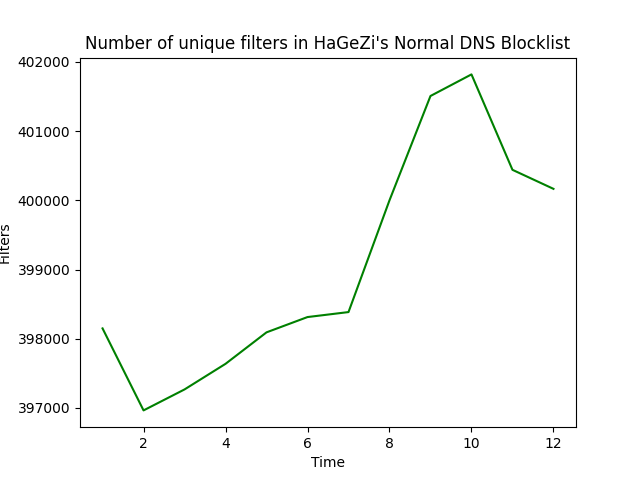 Number of unique filters in HaGeZi's Normal DNS Blocklist
402000
401000
400000
399000
398000
397000
Filters
2 4 6 8 10 12
Time